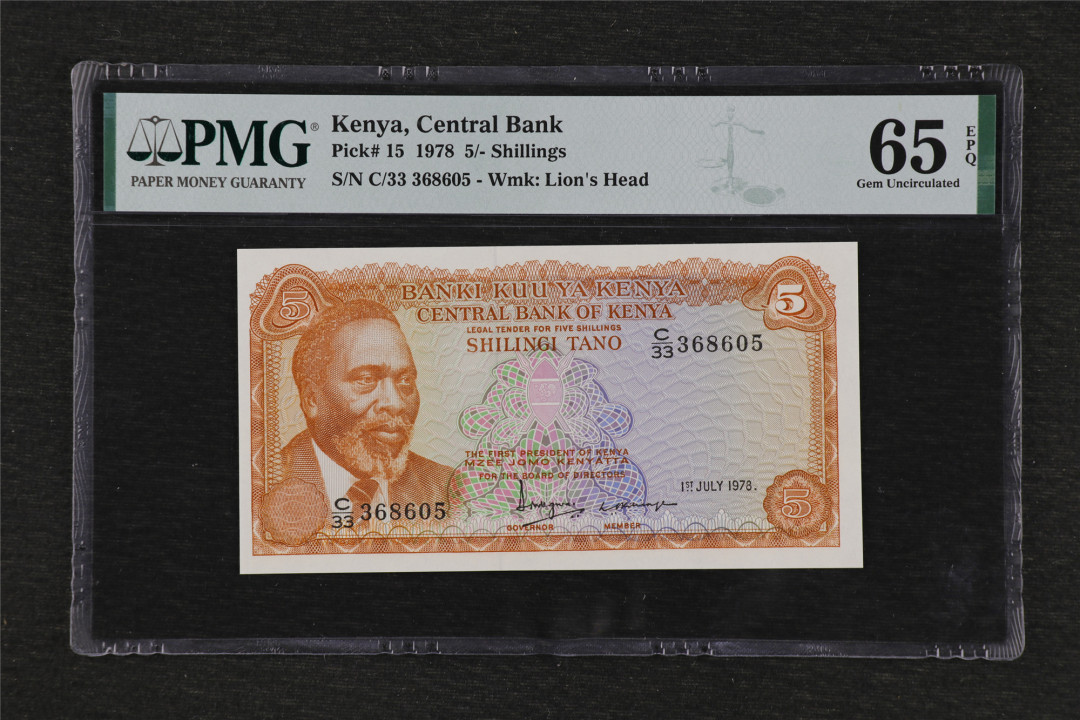 PMG®
PAPER MONEY GUARANTY
Kenya, Central Bank
Pick# 15 1978 5/- Shillings
S/N C/33 368605 - Wmk: Lion's Head
65
EPQ
Gem Uncirculated
5
BANKI KUU YA KENYA
5
CENTRAL BANK OF KENYA
LEGAL TENDER FOR FIVE SHILLINGS
SHILINGI TANO
C/33 368605
THE FIRST PRESIDENT OF KENYA
MZEE JOMO KENYATTA
FOR THE BOARD OF DIRECTORS
1ST JULY 1978.
C/33 368605
5
GOVERNOR MEMBER